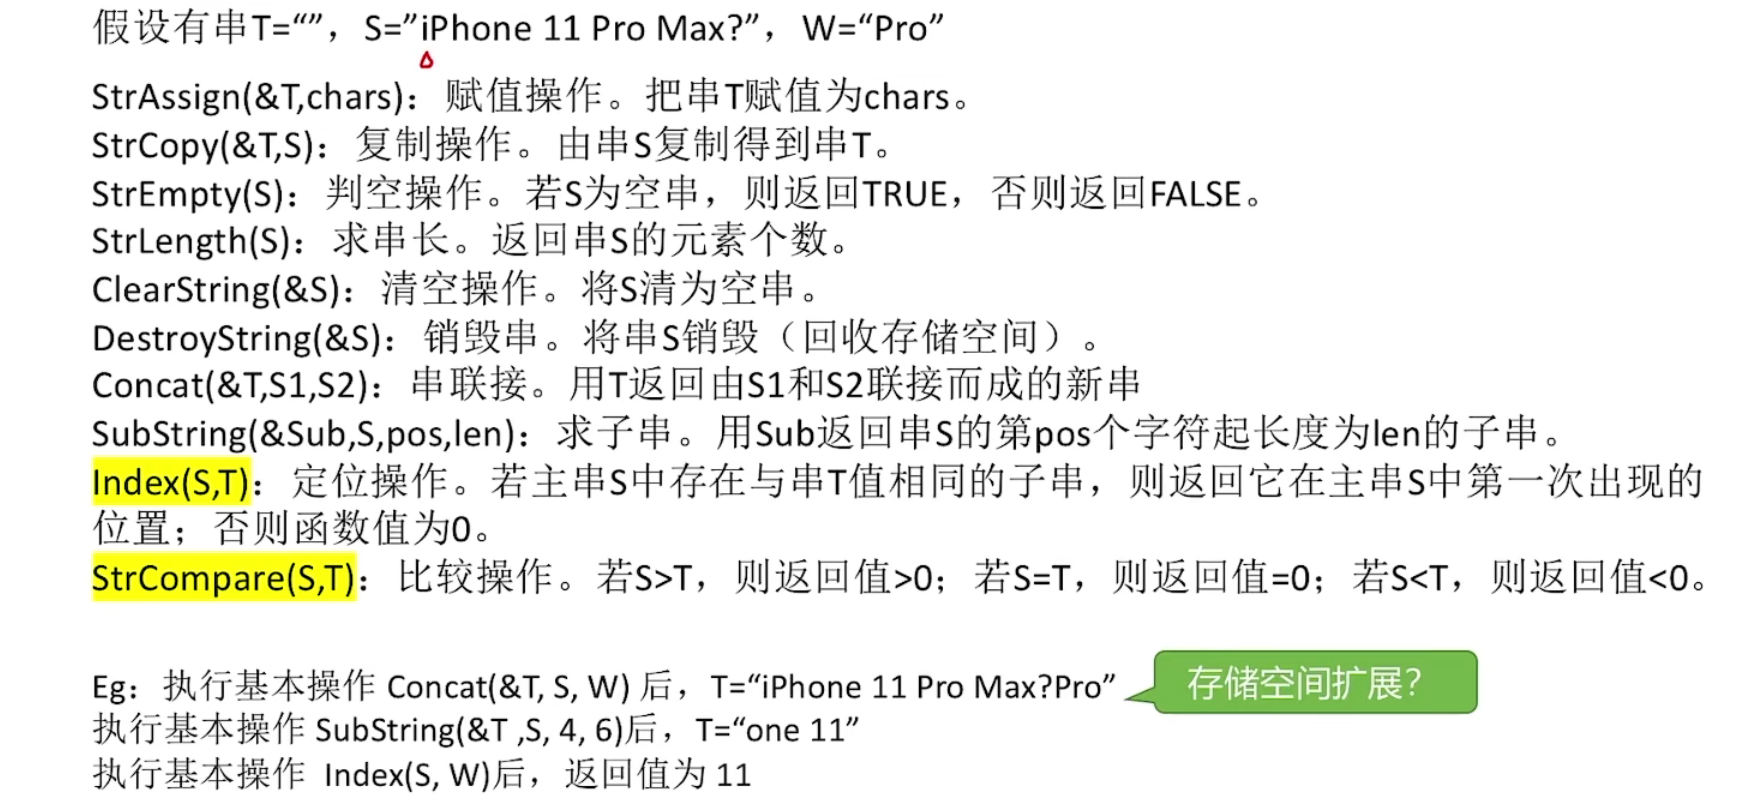 假设有串T=“”，S=”iPhone 11 Pro Max?”，W=“Pro”
StrAssign(&T,chars)：赋值操作。把串T赋值为chars。
StrCopy(&T,S)：复制操作。由串S复制得到串T。
StrEmpty(S)：判空操作。若S为空串，则返回TRUE，否则返回FALSE。
StrLength(S)：求串长。返回串S的元素个数。
ClearString(&S)：清空操作。将S清为空串。
DestroyString(&S)：销毁串。将串S销毁（回收存储空间）。
Concat(&T,S1,S2)：串联接。用T返回由S1和S2联接而成的新串
SubString(&Sub,S,pos,len)：求子串。用Sub返回串S的第pos个字符起长度为len的子串。
Index(S,T)：定位操作。若主串S中存在与串T值相同的子串，则返回它在主串S中第一次出现的
位置；否则函数值为0。
StrCompare(S,T)：比较操作。若S>T，则返回值>0；若S=T，则返回值=0；若S<T，则返回值<0。
Eg：执行基本操作 Concat(&T, S, W) 后，T=“iPhone 11 Pro Max?Pro”
存储空间扩展？
执行基本操作 SubString(&T ,S, 4, 6)后，T=“one 11”
执行基本操作 Index(S, W)后，返回值为 11